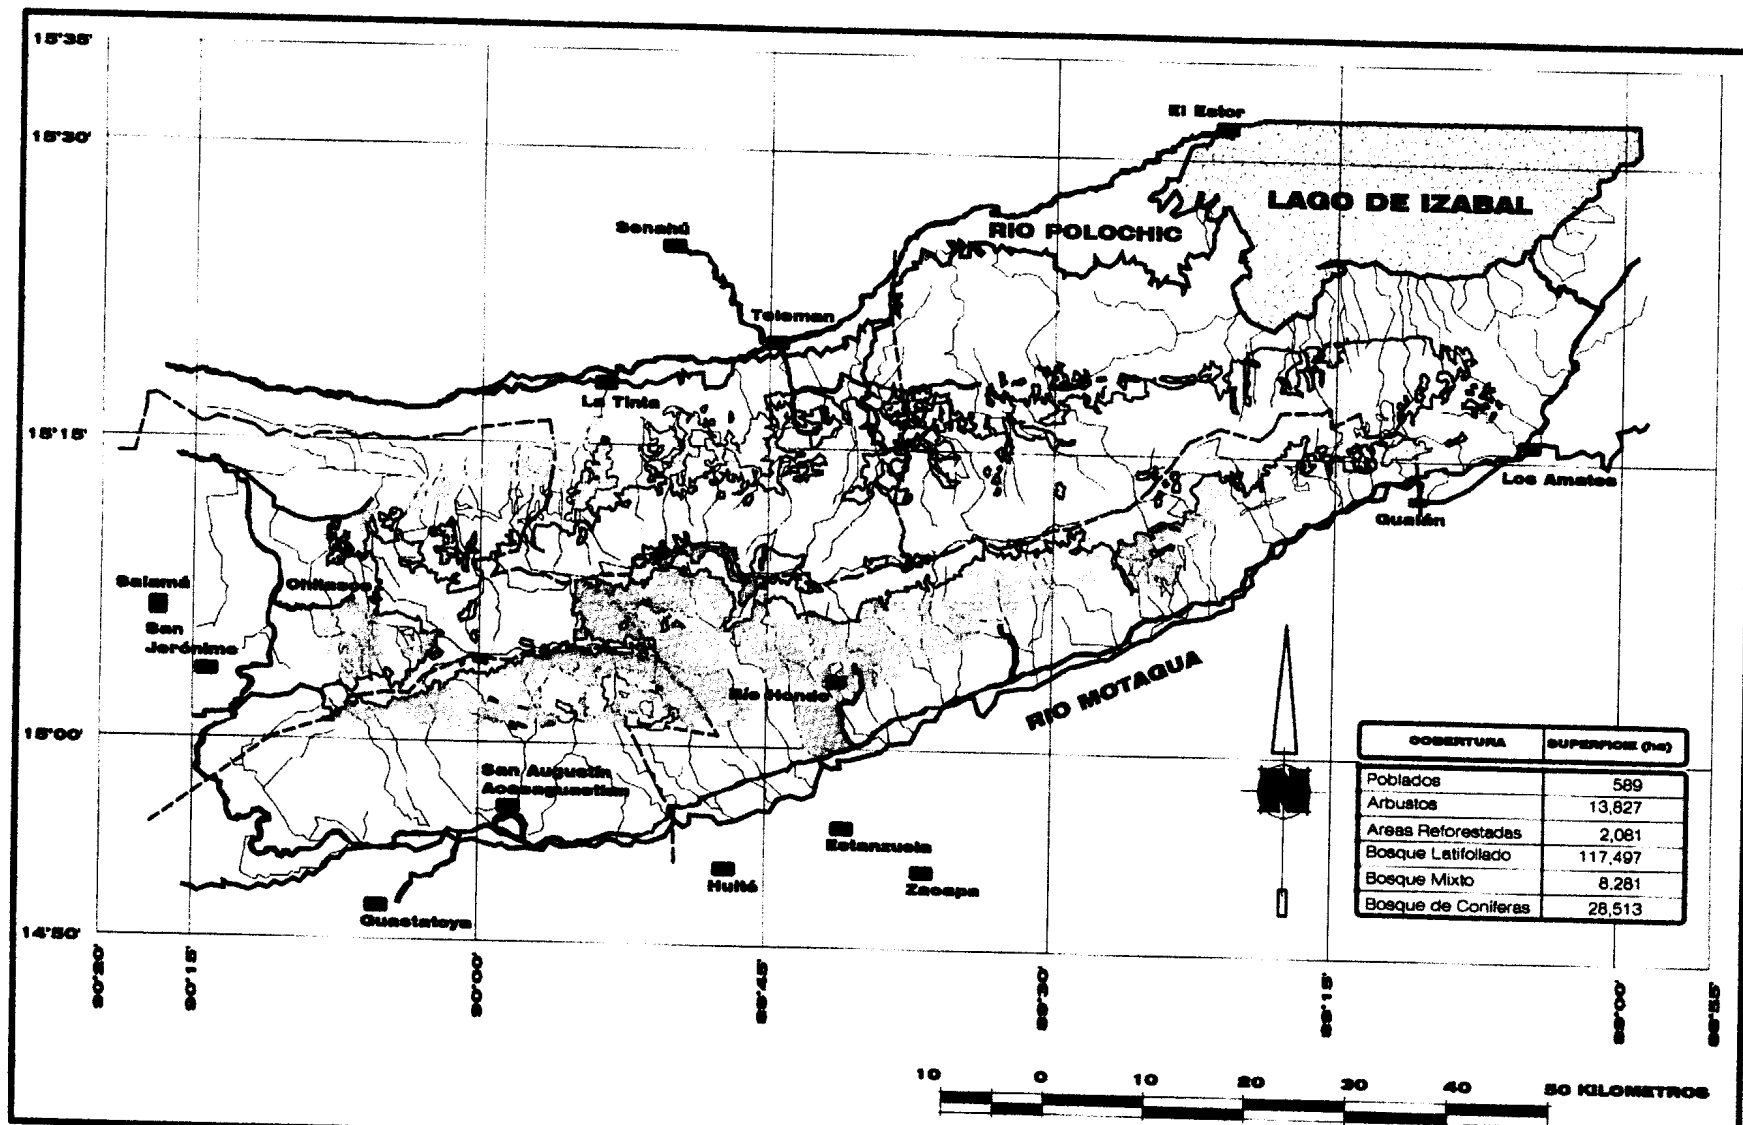 15°35'
15°30'
El Estor
LAGO DE IZABAL
Senahú
RIO POLOCHIC
Teleman
La Tinta
15°15'
Los Amates
Gualán
Salamá
Chilasco
San
Jerónimo
Río Hondo
RIO MOTAGUA
15°00'
San Augustín
Acasaguastlan
Estanzuela
Huité
Zacapa
Guastatoya
14°50'
COBERTURA SUPERFICIE (ha)
Poblados 589
Arbustos 13,827
Areas Reforestadas 2,081
Bosque Latifoliado 117,497
Bosque Mixto 8,281
Bosque de Coniferas 28,513
90°20' 90°15' 90°00' 89°45' 89°30' 89°15' 89°00' 88°55'
10 0 10 20 30 40 50 KILOMETROS